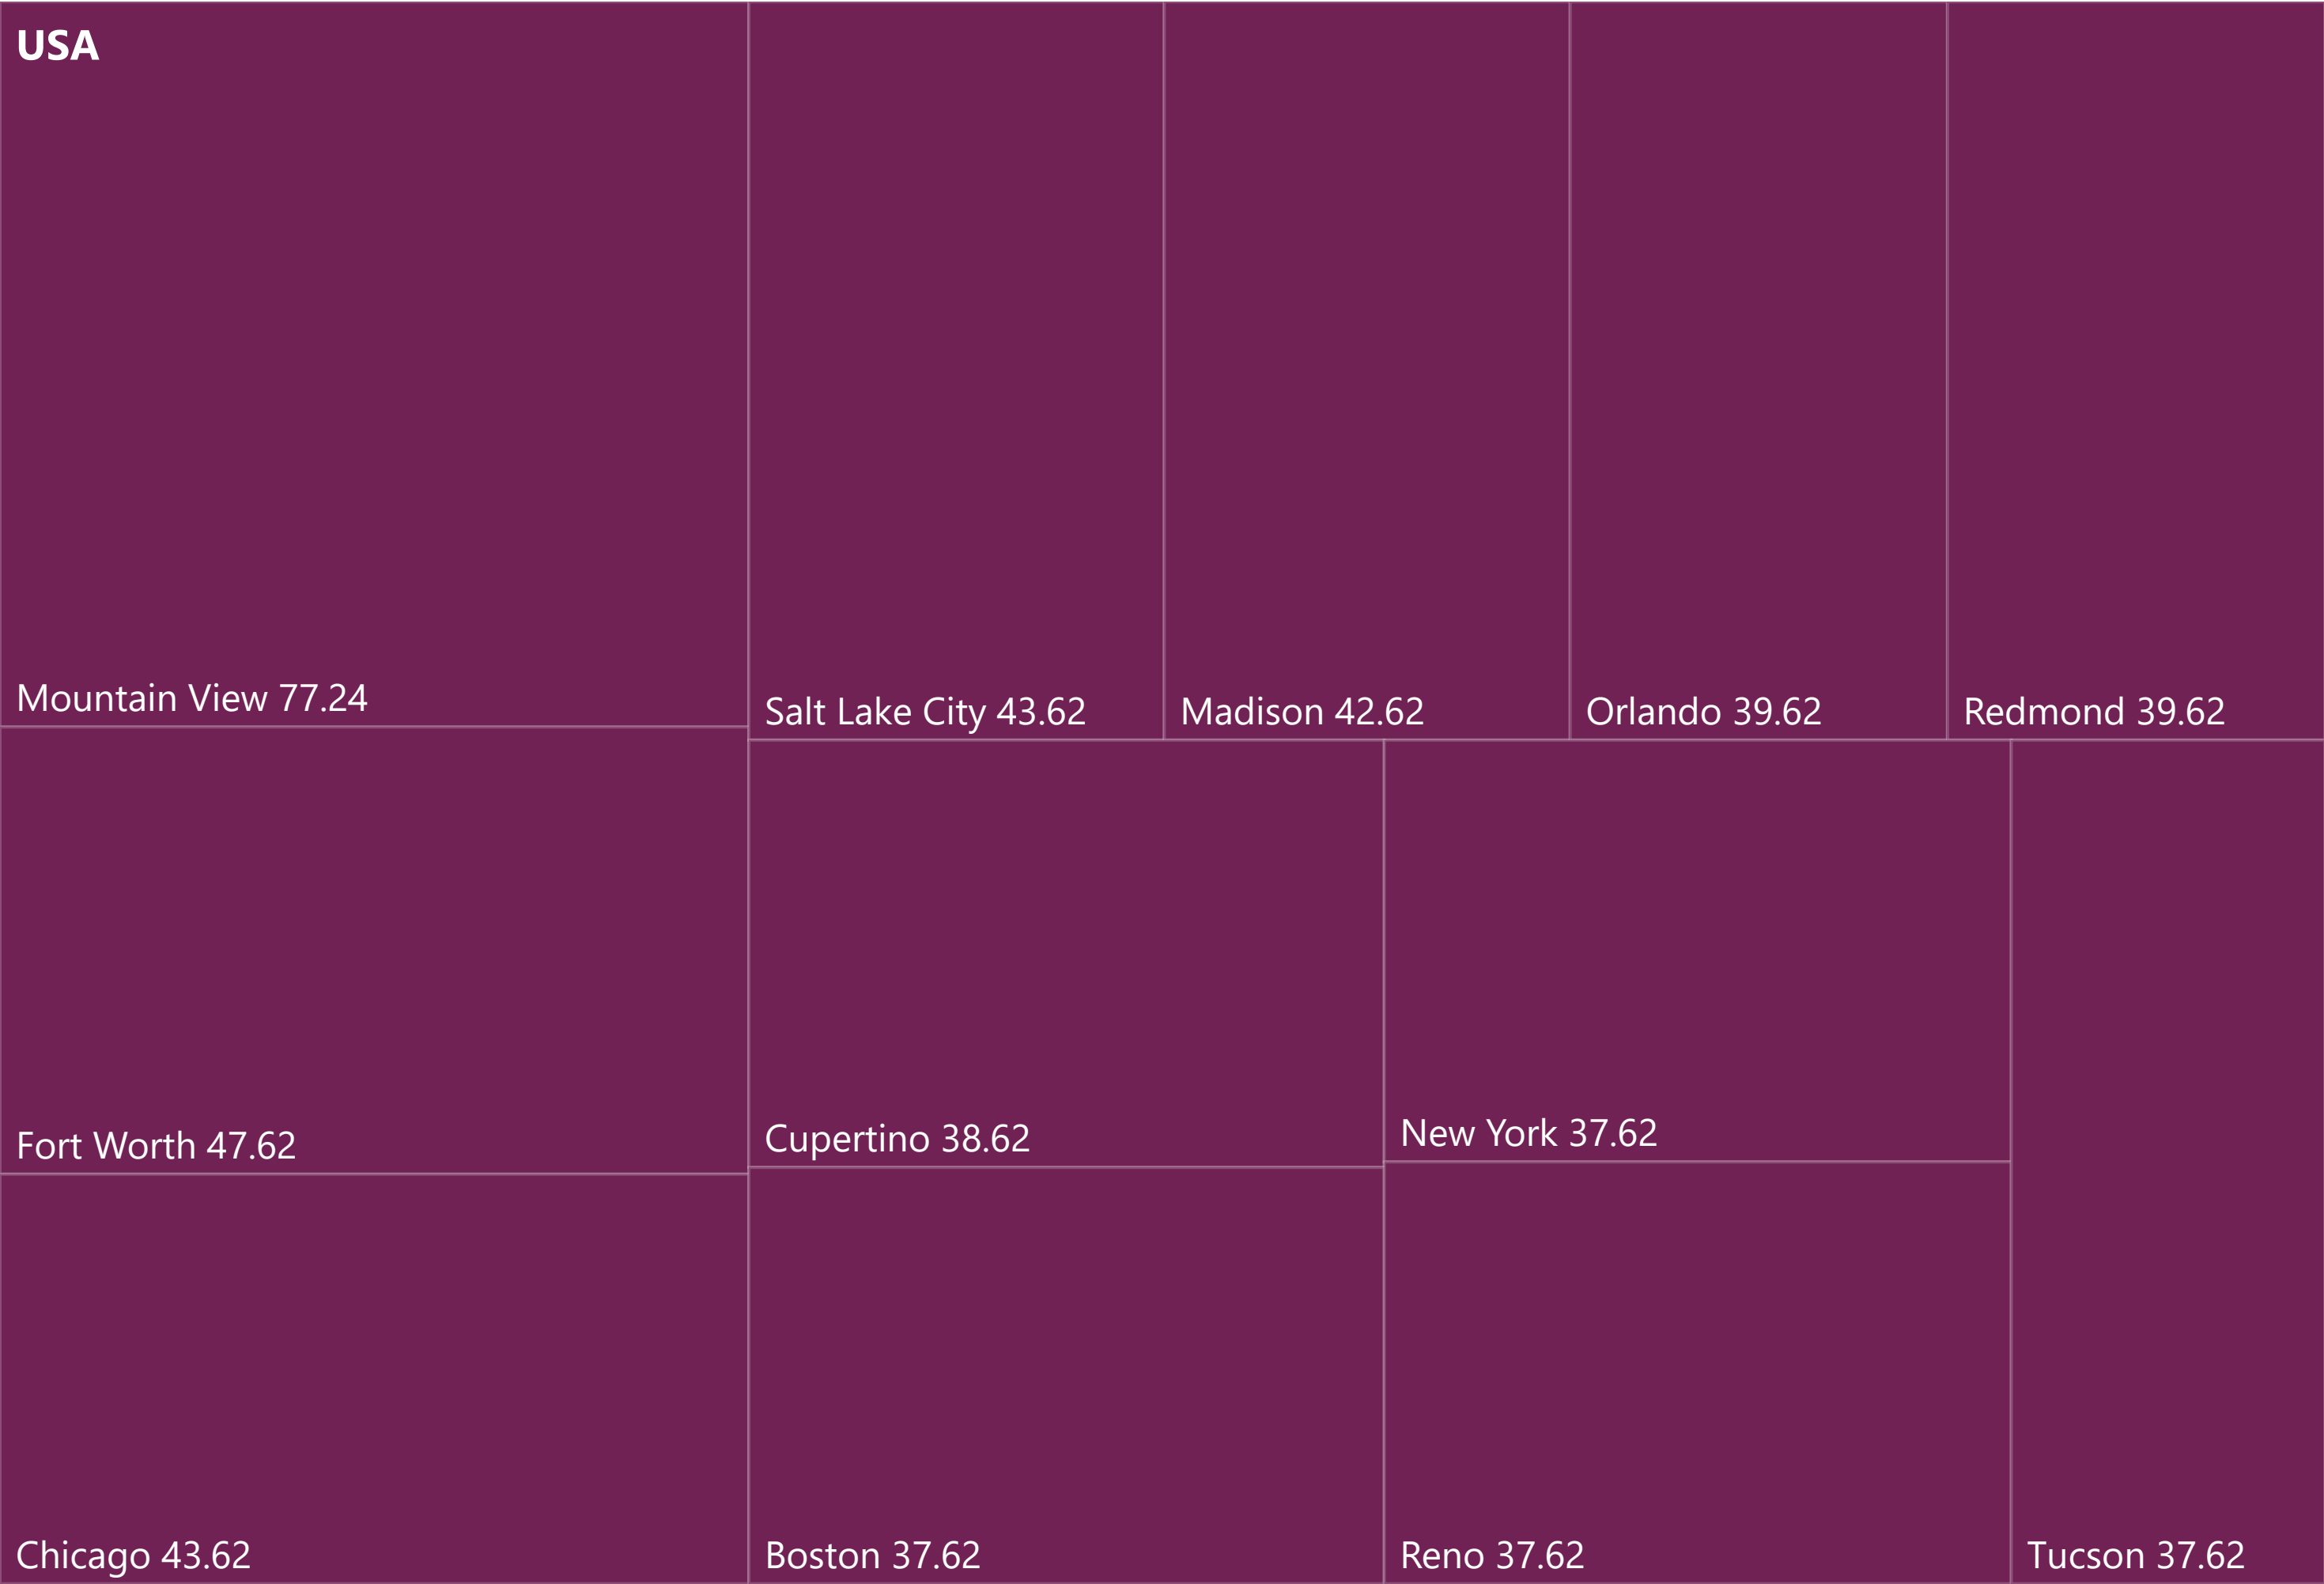 USA
Mountain View 77.24
Salt Lake City 43.62
Madison 42.62
Orlando 39.62
Redmond 39.62
Fort Worth 47.62
Cupertino 38.62
New York 37.62
Chicago 43.62
Boston 37.62
Reno 37.62
Tucson 37.62